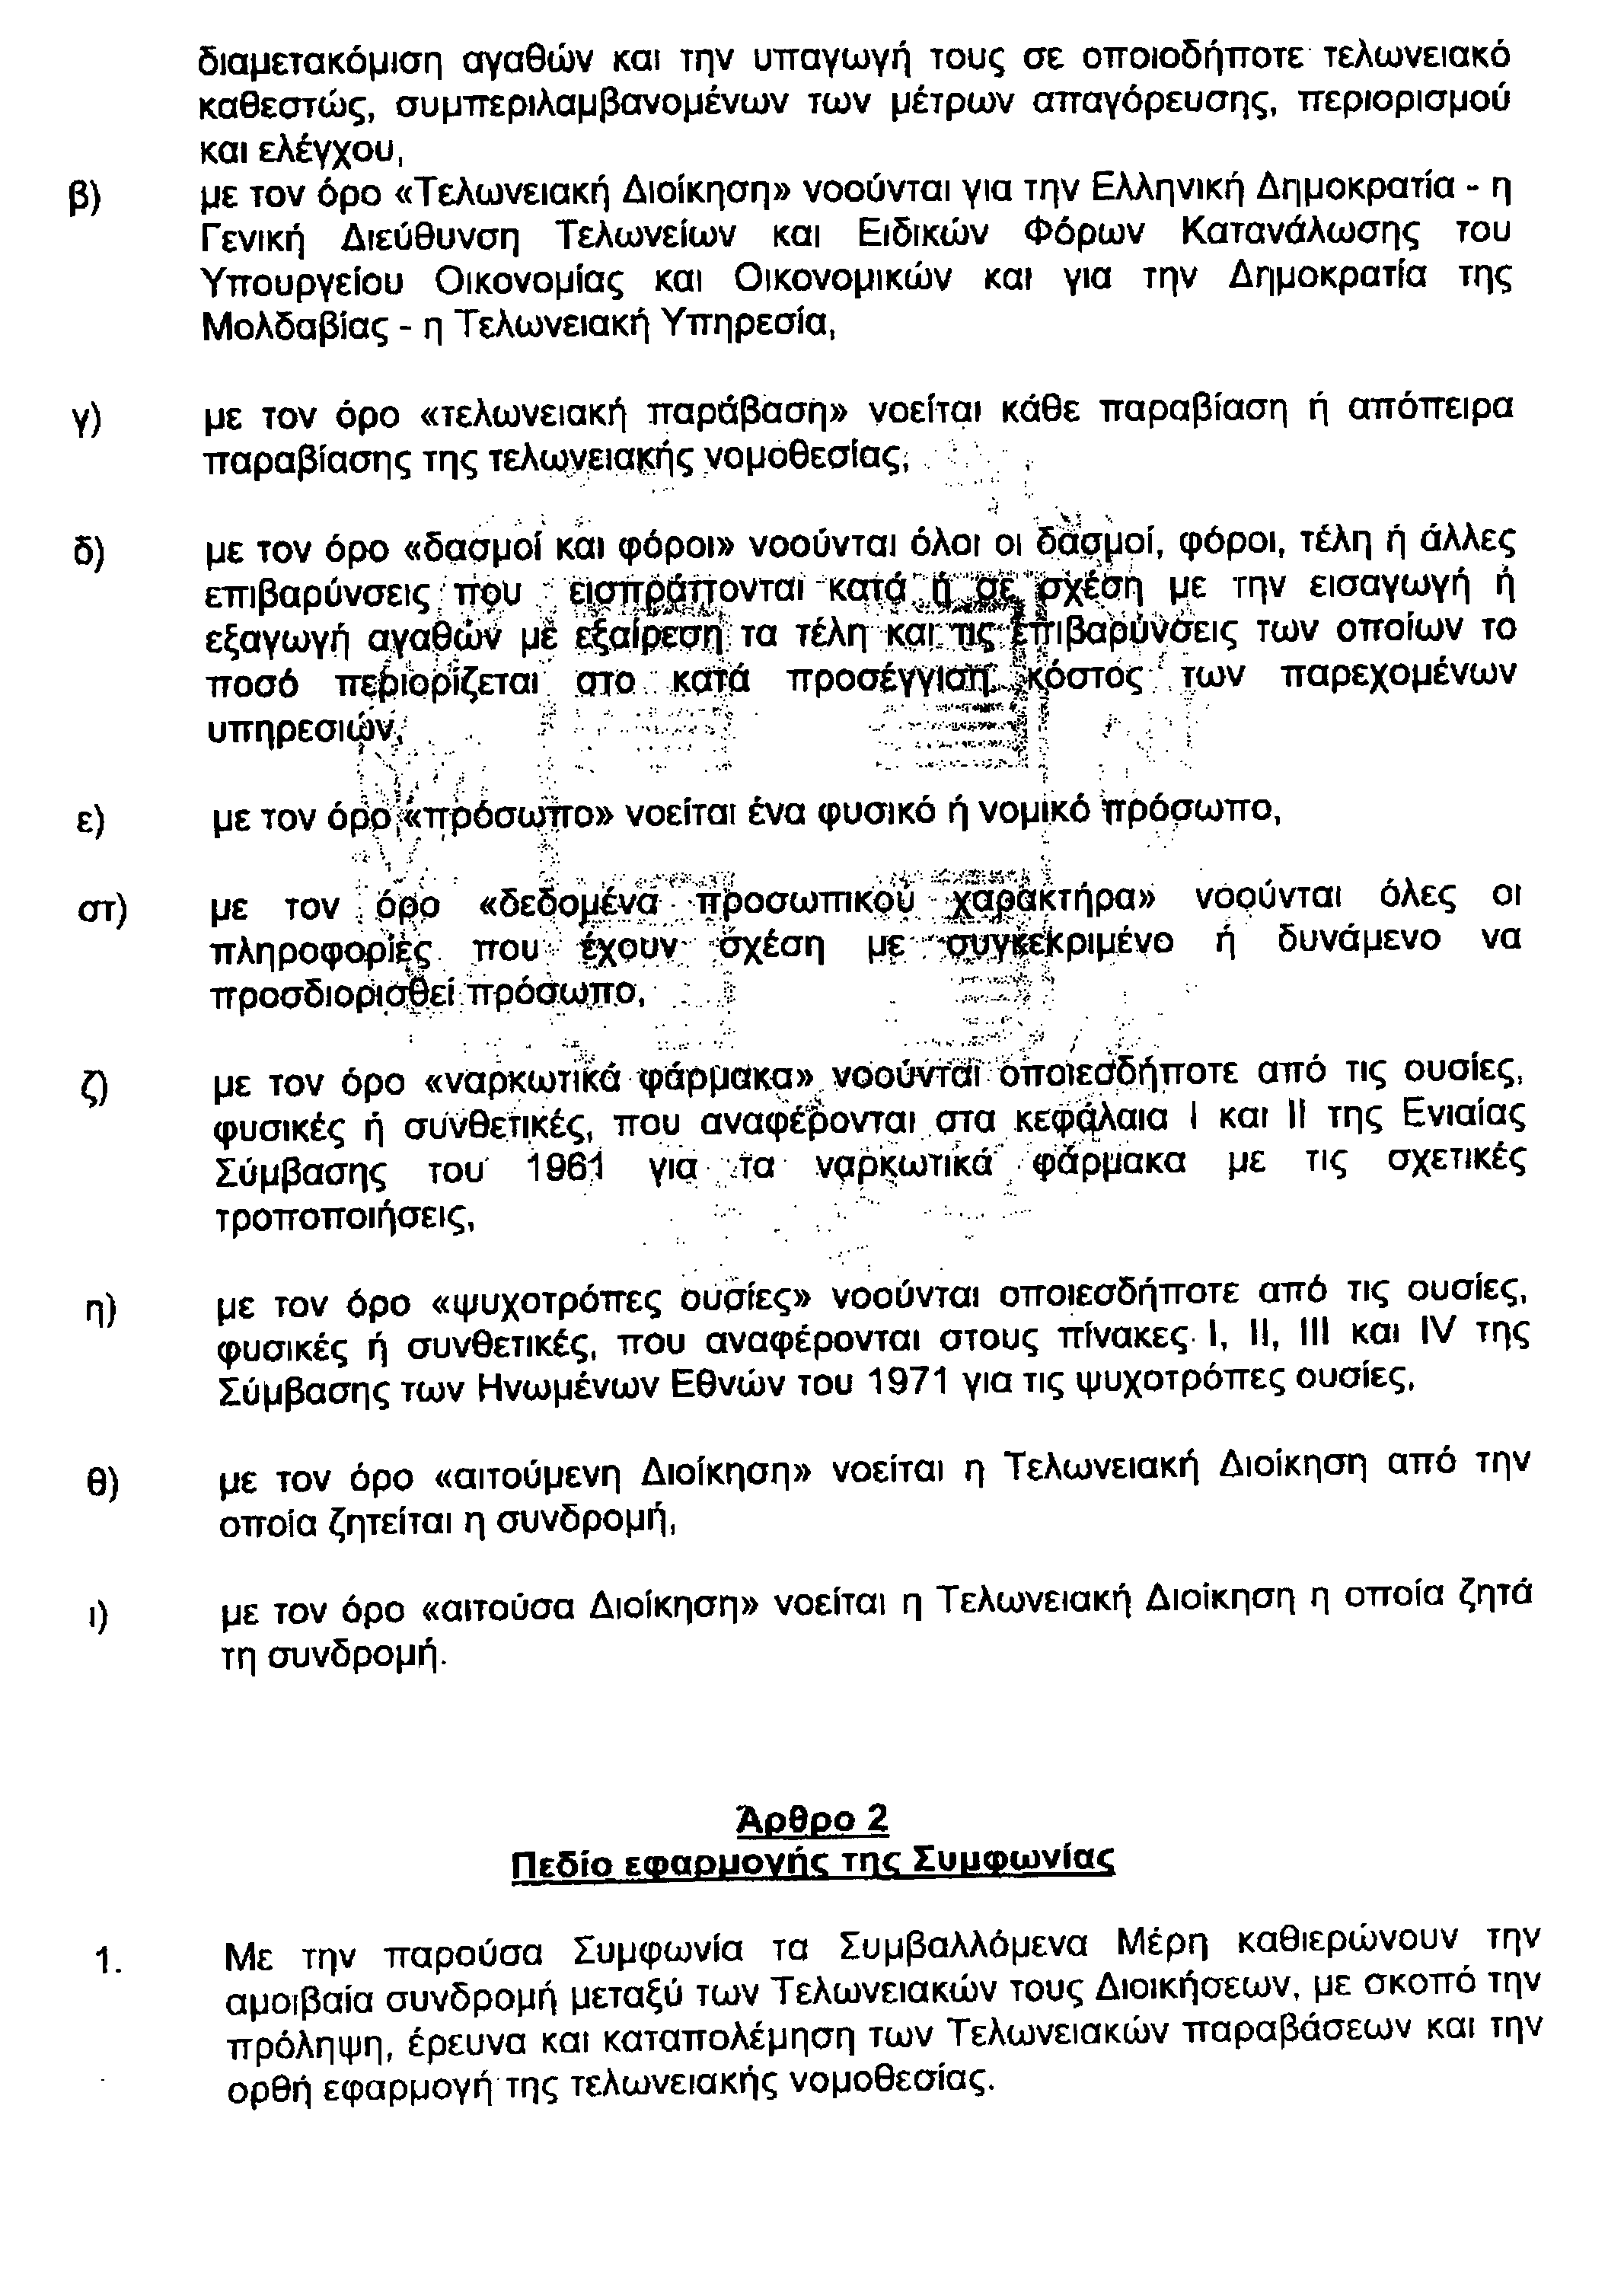 διαμετακόμιση αγαθών και την υπαγωγή τους σε οποιοδήποτε τελωνειακό
καθεστώς, συμπεριλαμβανομένων των μέτρων απαγόρευσης, περιορισμού
και ελέγχου,
β) με τον όρο «Τελωνειακή Διοίκηση» νοούνται για την Ελληνική Δημοκρατία - η
Γενική Διεύθυνση Τελωνείων και Ειδικών Φόρων Κατανάλωσης του
Υπουργείου Οικονομίας και Οικονομικών και για την Δημοκρατία της
Μολδαβίας - η Τελωνειακή Υπηρεσία,
γ) με τον όρο «τελωνειακή παράβαση» νοείται κάθε παραβίαση ή απόπειρα
παραβίασης της τελωνειακής νομοθεσίας,
δ) με τον όρο «δασμοί και φόροι» νοούνται όλοι οι δασμοί, φόροι, τέλη ή άλλες
επιβαρύνσεις που εισπράττονται κατά ή σε σχέση με την εισαγωγή ή
εξαγωγή αγαθών με εξαίρεση τα τέλη και τις επιβαρύνσεις των οποίων το
ποσό περιορίζεται στο κατά προσέγγιση κόστος των παρεχομένων
υπηρεσιών,
ε) με τον όρο «πρόσωπο» νοείται ένα φυσικό ή νομικό πρόσωπο,
στ) με τον όρο «δεδομένα προσωπικού χαρακτήρα» νοούνται όλες οι
πληροφορίες που έχουν σχέση με συγκεκριμένο ή δυνάμενο να
προσδιορισθεί πρόσωπο,
ζ) με τον όρο «ναρκωτικά φάρμακα» νοούνται οποιεσδήποτε από τις ουσίες,
φυσικές ή συνθετικές, που αναφέρονται στα κεφάλαια I και II της Ενιαίας
Σύμβασης του 1961 για τα ναρκωτικά φάρμακα με τις σχετικές
τροποποιήσεις,
η) με τον όρο «ψυχοτρόπες ουσίες» νοούνται οποιεσδήποτε από τις ουσίες,
φυσικές ή συνθετικές, που αναφέρονται στους πίνακες I, II, III και IV της
Σύμβασης των Ηνωμένων Εθνών του 1971 για τις ψυχοτρόπες ουσίες,
θ) με τον όρο «αιτούμενη Διοίκηση» νοείται η Τελωνειακή Διοίκηση από την
οποία ζητείται η συνδρομή,
ι) με τον όρο «αιτούσα Διοίκηση» νοείται η Τελωνειακή Διοίκηση η οποία ζητά
τη συνδρομή.
Άρθρο 2
Πεδίο εφαρμογής της Συμφωνίας
1. Με την παρούσα Συμφωνία τα Συμβαλλόμενα Μέρη καθιερώνουν την
αμοιβαία συνδρομή μεταξύ των Τελωνειακών τους Διοικήσεων, με σκοπό την
πρόληψη, έρευνα και καταπολέμηση των Τελωνειακών παραβάσεων και την
ορθή εφαρμογή της τελωνειακής νομοθεσίας.